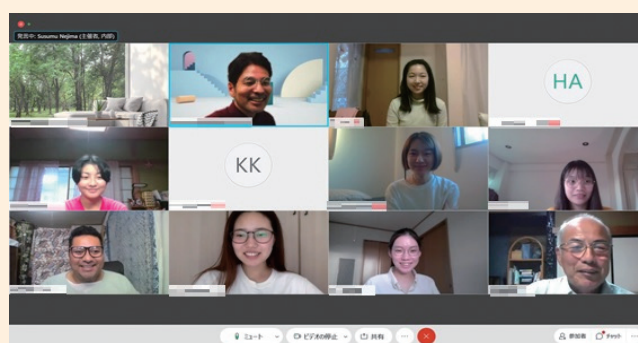 発言中: Susumu Nejima (主催者, 内部)
HA
KK
ミュート
ビデオの停止
共有
参加者
チャット